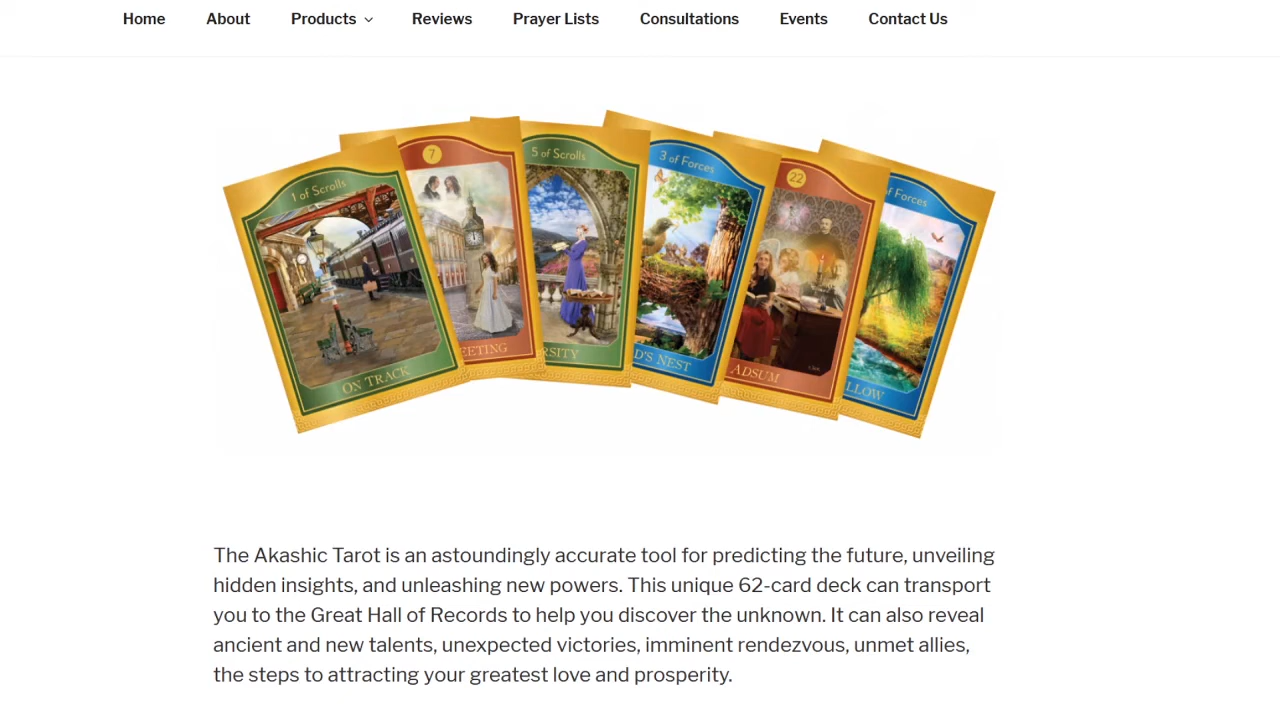 Home About Products Reviews Prayer Lists Consultations Events Contact Us
1 of Scrolls
ON TRACK
7
EETING
5 of Scrolls
RSITY
3 of Forces
D'S NEST
22
ADSUM
of Forces
LLOW
The Akashic Tarot is an astoundingly accurate tool for predicting the future, unveiling
hidden insights, and unleashing new powers. This unique 62-card deck can transport
you to the Great Hall of Records to help you discover the unknown. It can also reveal
ancient and new talents, unexpected victories, imminent rendezvous, unmet allies,
the steps to attracting your greatest love and prosperity.